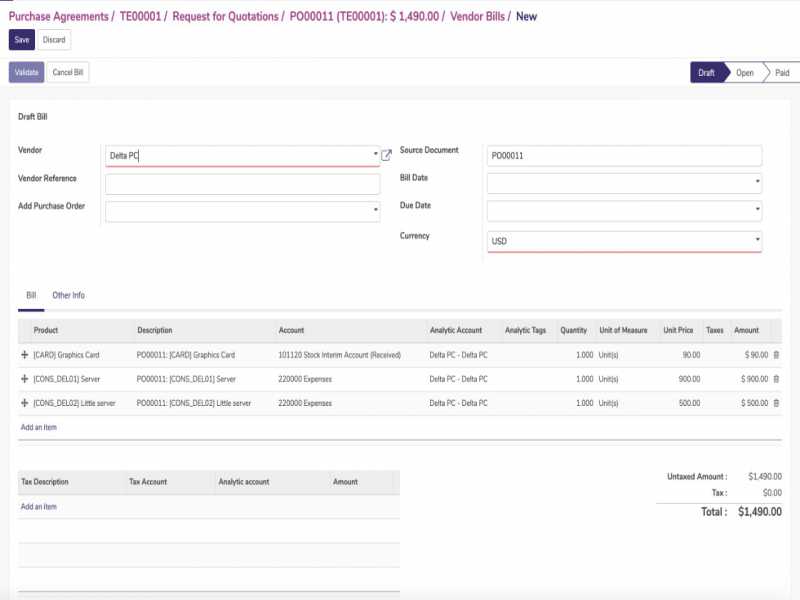 Purchase Agreements / TE00001 / Request for Quotations / PO00011 (TE00001): $ 1,490.00 / Vendor Bills / New
Save Discard
Validate Cancel Bill Draft Open Paid
Draft Bill
Vendor Delta PC Source Document PO00011
Vendor Reference Bill Date
Add Purchase Order Due Date
Currency USD
Bill Other Info
Product Description Account Analytic Account Analytic Tags Quantity Unit of Measure Unit Price Taxes Amount
[CARD] Graphics Card PO00011: [CARD] Graphics Card 101120 Stock Interim Account (Received) Delta PC - Delta PC 1.000 Unit(s) 90.00 $ 90.00
[CONS_DEL01] Server PO00011: [CONS_DEL01] Server 220000 Expenses Delta PC - Delta PC 1.000 Unit(s) 900.00 $ 900.00
[CONS_DEL02] Little server PO00011: [CONS_DEL02] Little server 220000 Expenses Delta PC - Delta PC 1.000 Unit(s) 500.00 $ 500.00
Add an item
Tax Description Tax Account Analytic account Amount
Add an item
Untaxed Amount : $1,490.00
Tax : $0.00
Total : $1,490.00